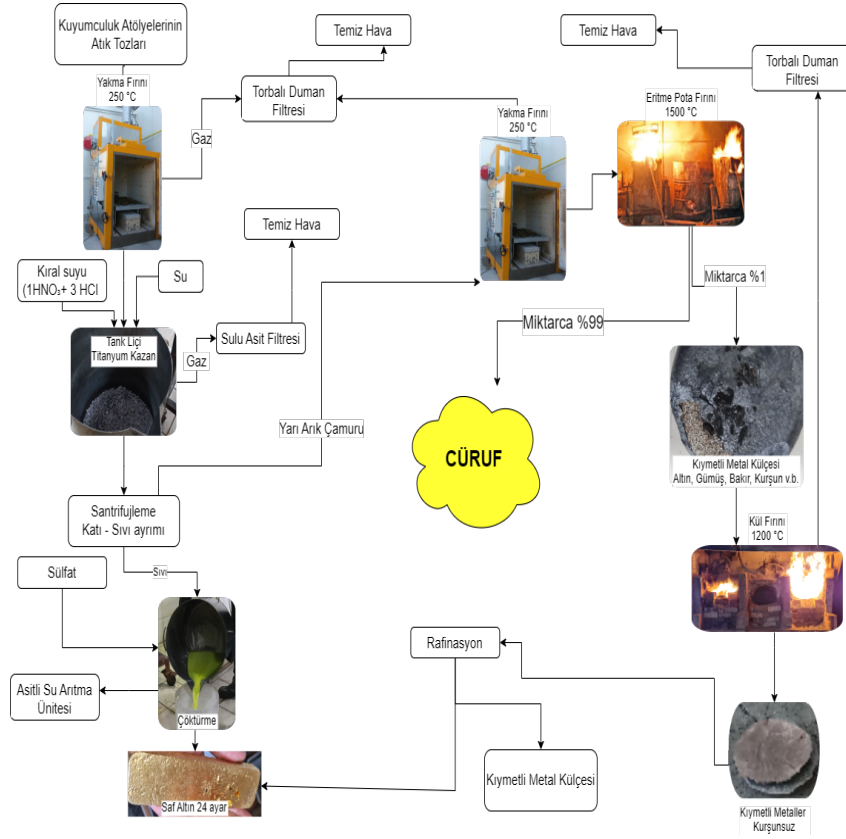 Kuyumculuk Atölyelerinin
Atık Tozları
Yakma Fırını
250 °C
Gaz
Torbalı Duman
Filtresi
Temiz Hava
Yakma Fırını
250 °C
Eritme Pota Fırını
1500 °C
Temiz Hava
Torbalı Duman
Filtresi
Kıral suyu
(1HNO₃+ 3 HCl
Su
Temiz Hava
Tank Liçi
Titanyum Kazan
Gaz
Sulu Asit Filtresi
Miktarca %1
Miktarca %99
Yarı Arık Çamuru
CÜRUF
Kıymetli Metal Külçesi
Altın, Gümüş, Bakır, Kurşun v.b.
Santrifujleme
Katı - Sıvı ayrımı
Kül Fırını
1200 °C
Sıvı
Sülfat
Asitli Su Arıtma
Ünitesi
Çöktürme
Saf Altın 24 ayar
Rafinasyon
Kıymetli Metal Külçesi
Kıymetli Metaller
Kurşunsuz